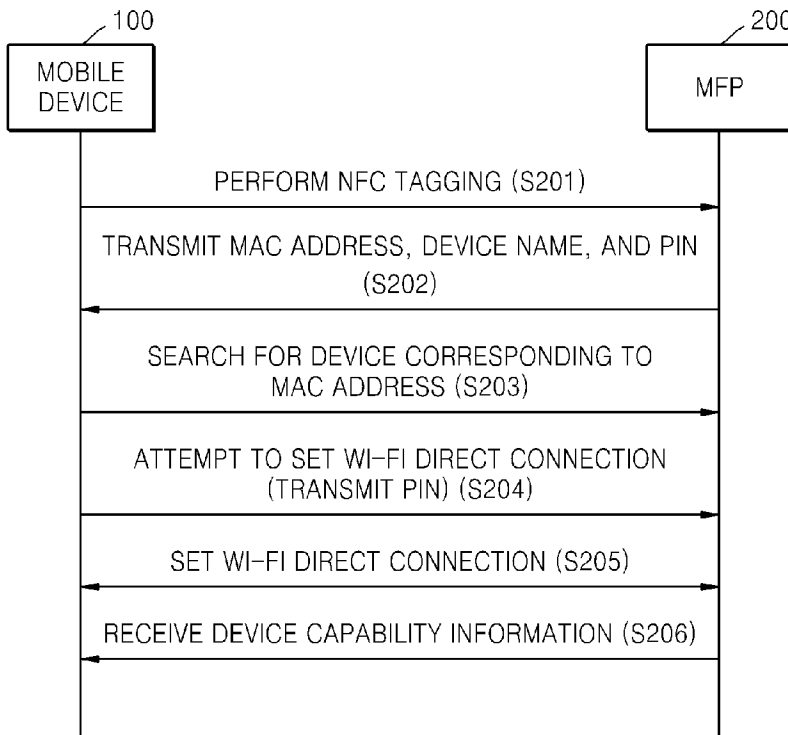 100
200
MOBILE
DEVICE
MFP
PERFORM NFC TAGGING (S201)
TRANSMIT MAC ADDRESS, DEVICE NAME, AND PIN
(S202)
SEARCH FOR DEVICE CORRESPONDING TO
MAC ADDRESS (S203)
ATTEMPT TO SET WI-FI DIRECT CONNECTION
(TRANSMIT PIN) (S204)
SET WI-FI DIRECT CONNECTION (S205)
RECEIVE DEVICE CAPABILITY INFORMATION (S206)